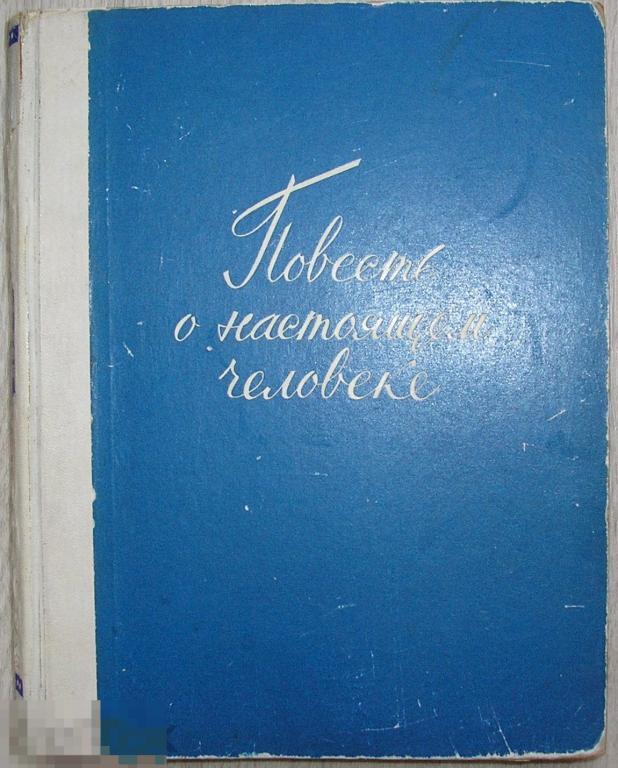 Повесть
о настоящем
человеке